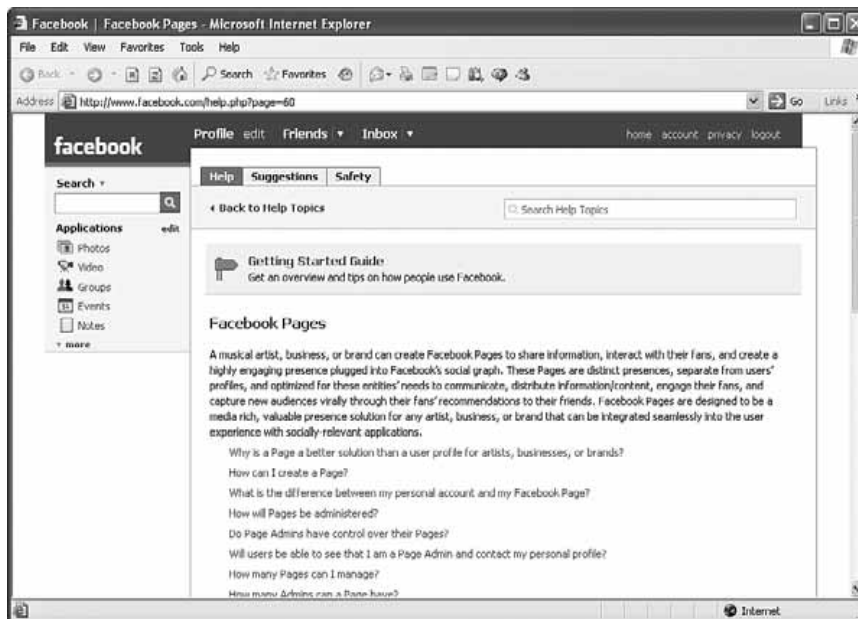 Facebook | Facebook Pages - Microsoft Internet Explorer
File Edit View Favorites Tools Help
Back Search Favorites
Address http://www.facebook.com/help.php?page=60 Go Links
facebook Profile edit Friends Inbox home account privacy logout
Search
Applications edit
Photos
Video
Groups
Events
Notes
more
Help Suggestions Safety
Back to Help Topics Search Help Topics
Getting Started Guide
Get an overview and tips on how people use Facebook.
Facebook Pages
A musical artist, business, or brand can create Facebook Pages to share information, interact with their fans, and create a
highly engaging presence plugged into Facebook's social graph. These Pages are distinct presences, separate from users'
profiles, and optimized for these entities' needs to communicate, distribute information/content, engage their fans, and
capture new audiences virally through their fans' recommendations to their friends. Facebook Pages are designed to be a
media rich, valuable presence solution for any artist, business, or brand that can be integrated seamlessly into the user
experience with socially-relevant applications.
Why is a Page a better solution than a user profile for artists, businesses, or brands?
How can I create a Page?
What is the difference between my personal account and my Facebook Page?
How will Pages be administered?
Do Page Admins have control over their Pages?
Will users be able to see that I am a Page Admin and contact my personal profile?
How many Pages can I manage?
How many Admins can a Page have?
Internet